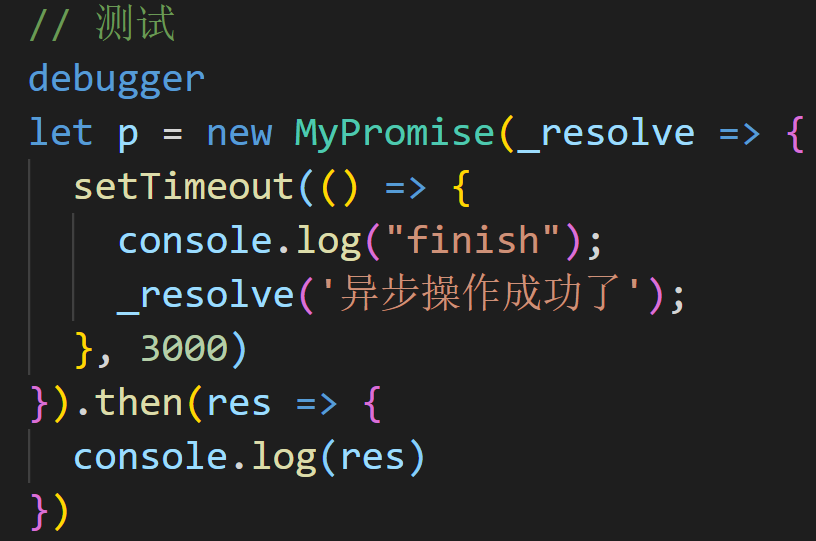 // 测试
debugger
let p = new MyPromise(_resolve => {
  setTimeout(() => {
    console.log("finish");
    _resolve('异步操作成功了');
  }, 3000)
}).then(res => {
  console.log(res)
})